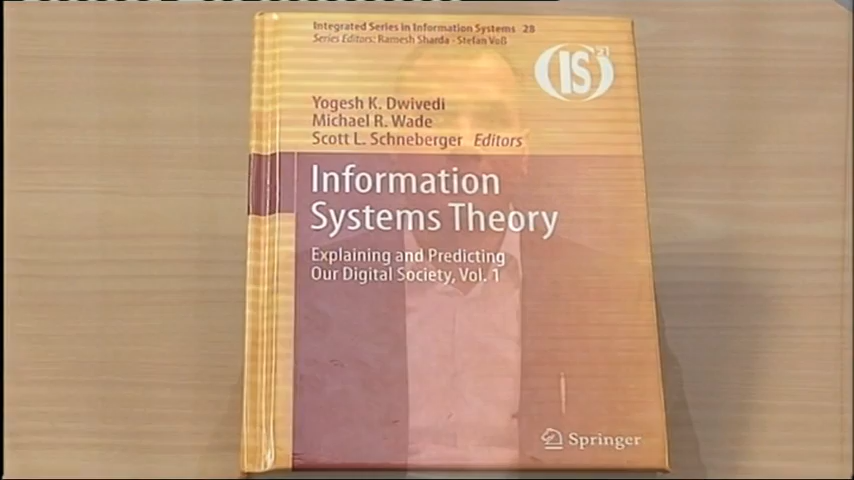 Integrated Series in Information Systems 28
Series Editors: Ramesh Sharda · Stefan Voß
IS
Yogesh K. Dwivedi
Michael R. Wade
Scott L. Schneberger Editors
Information
Systems Theory
Explaining and Predicting
Our Digital Society, Vol. 1
Springer